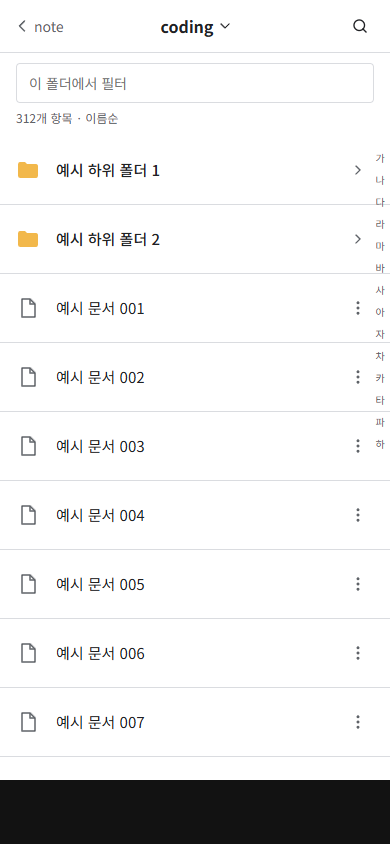 note
coding
이 폴더에서 필터
312개 항목 · 이름순
예시 하위 폴더 1
예시 하위 폴더 2
예시 문서 001
예시 문서 002
예시 문서 003
예시 문서 004
예시 문서 005
예시 문서 006
예시 문서 007
가
나
다
라
마
바
사
아
자
차
카
타
파
하